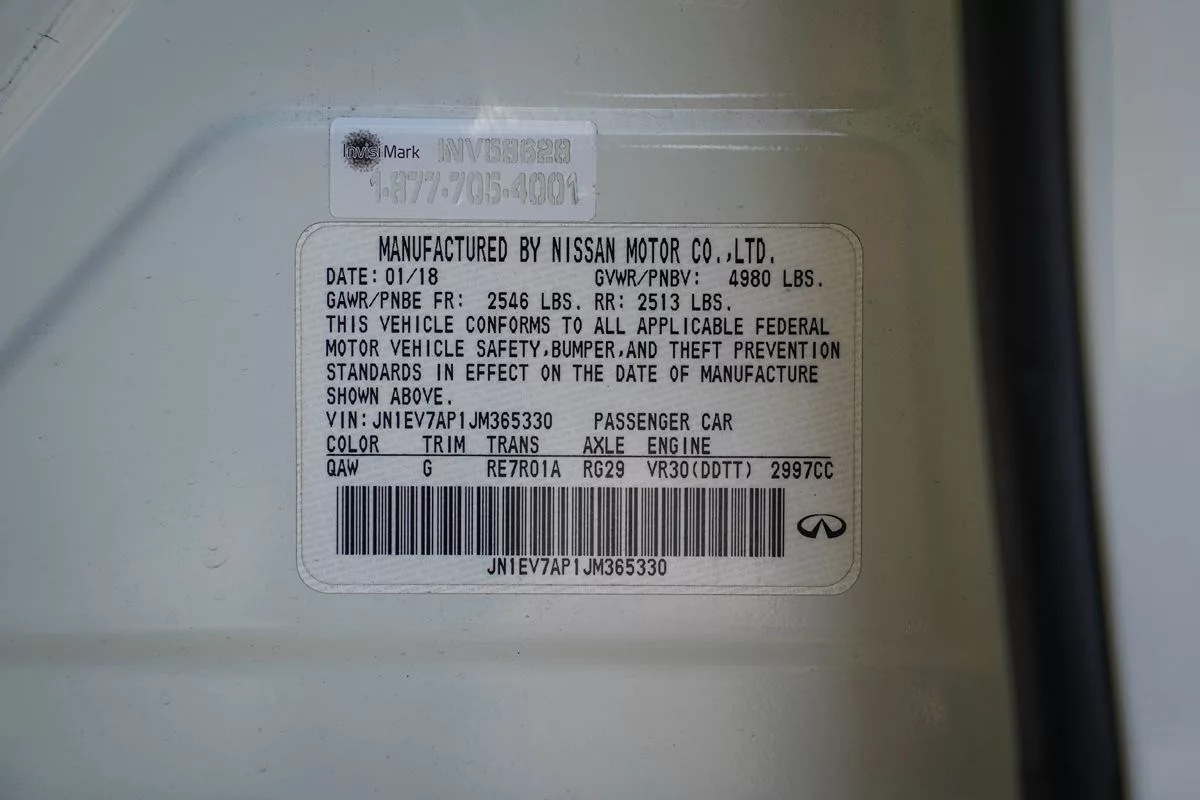 InvisiMark INV58628
1-877-705-4001
MANUFACTURED BY NISSAN MOTOR CO.,LTD.
DATE: 01/18 GVWR/PNBV: 4980 LBS.
GAWR/PNBE FR: 2546 LBS. RR: 2513 LBS.
THIS VEHICLE CONFORMS TO ALL APPLICABLE FEDERAL
MOTOR VEHICLE SAFETY,BUMPER,AND THEFT PREVENTION
STANDARDS IN EFFECT ON THE DATE OF MANUFACTURE
SHOWN ABOVE.
VIN: JN1EV7AP1JM365330 PASSENGER CAR
COLOR TRIM TRANS AXLE ENGINE
QAW G RE7R01A RG29 VR30(DDTT) 2997CC
JN1EV7AP1JM365330